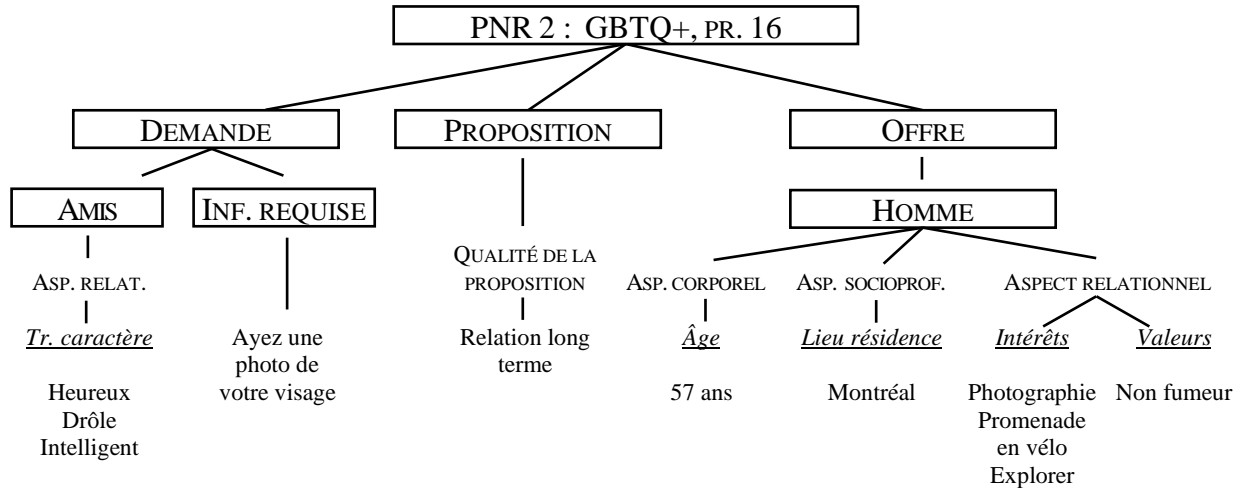 PNR 2 : GBTQ+, PR. 16
DEMANDE
PROPOSITION
OFFRE
AMIS
INF. REQUISE
HOMME
ASP. RELAT.
QUALITÉ DE LA
PROPOSITION
ASP. CORPOREL
ASP. SOCIOPROF.
ASPECT RELATIONNEL
Tr. caractère
Ayez une
photo de
votre visage
Relation long
terme
Âge
Lieu résidence
Intérêts
Valeurs
Heureux
Drôle
Intelligent
57 ans
Montréal
Photographie
Promenade
en vélo
Explorer
Non fumeur